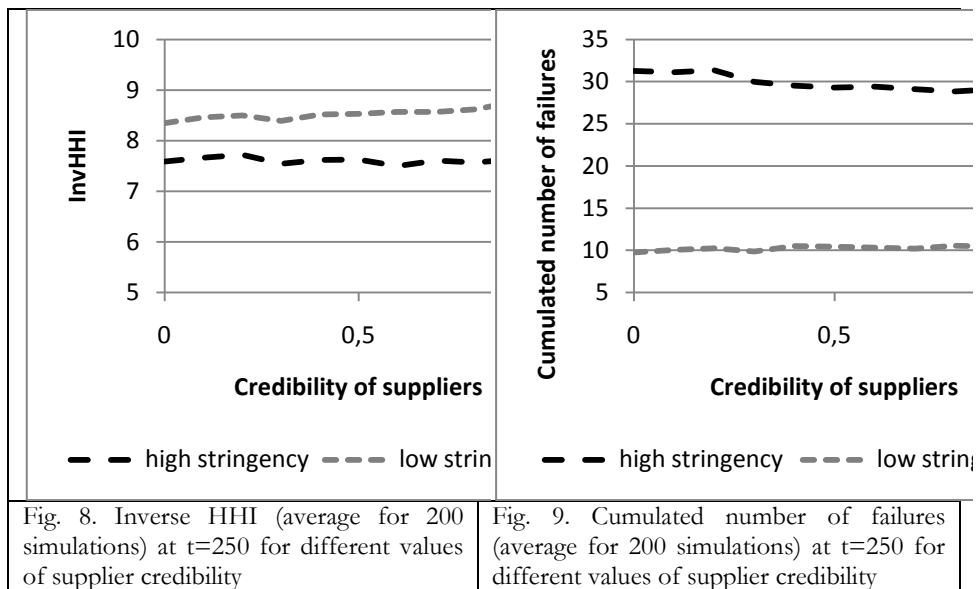 InvHHI
10
9
8
7
6
5
0
0,5
Credibility of suppliers
high stringency
low strin
Fig. 8. Inverse HHI (average for 200
simulations) at t=250 for different values
of supplier credibility
Cumulated number of failures
35
30
25
20
15
10
5
0
0,5
Credibility of suppliers
high stringency
low string
Fig. 9. Cumulated number of failures
(average for 200 simulations) at t=250 for
different values of supplier credibility